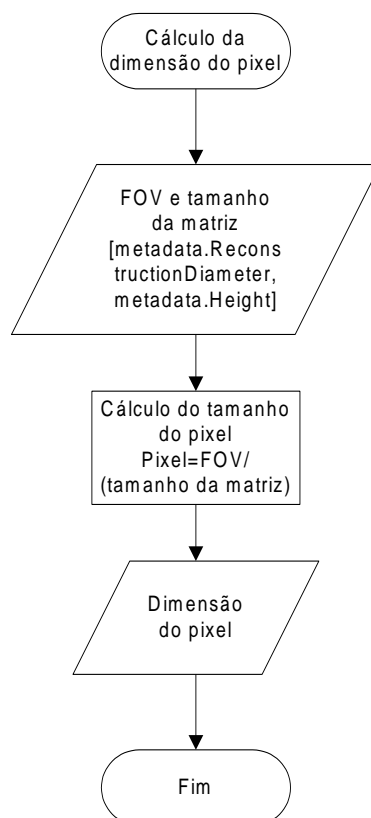 Cálculo da
dimensão do pixel
FOV e tamanho
da matriz
[metadata.Recons
tructionDiameter,
metadata.Height]
Cálculo do tamanho
do pixel
Pixel=FOV/
(tamanho da matriz)
Dimensão
do pixel
Fim